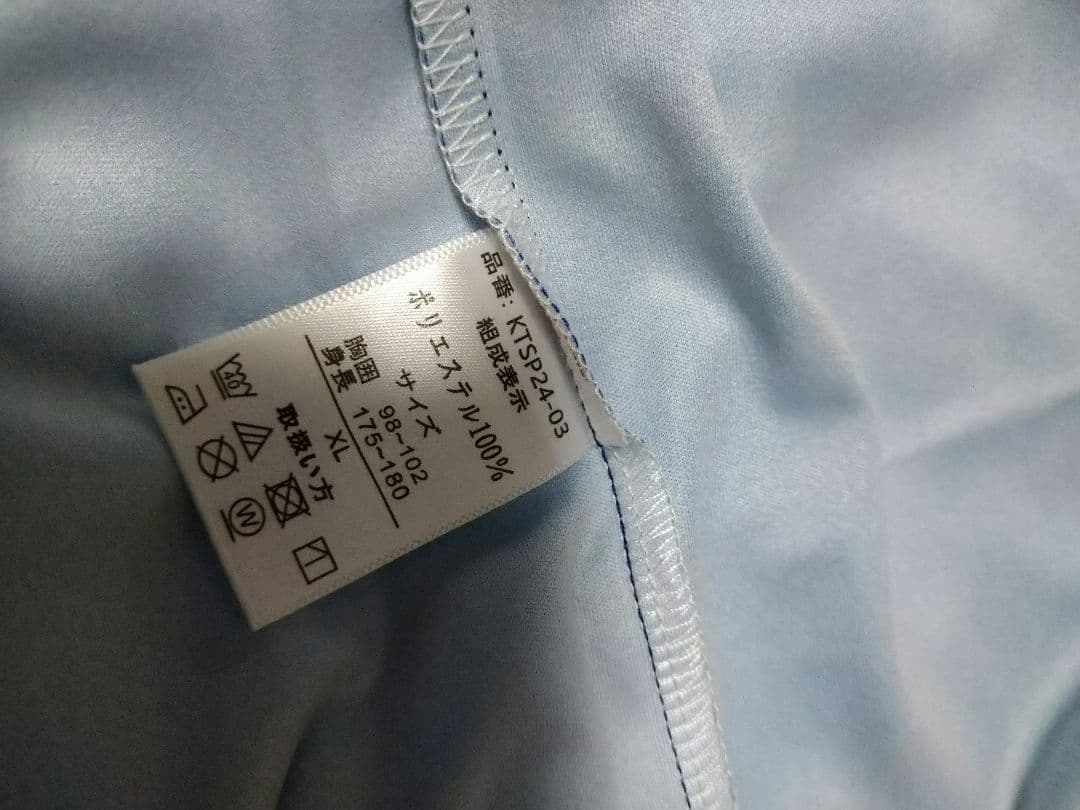 品番: KTSP24-03
組成表示
ポリエステル100%
サイズ
胸囲 98~102
身長 175~180
XL
取扱い方
40
W